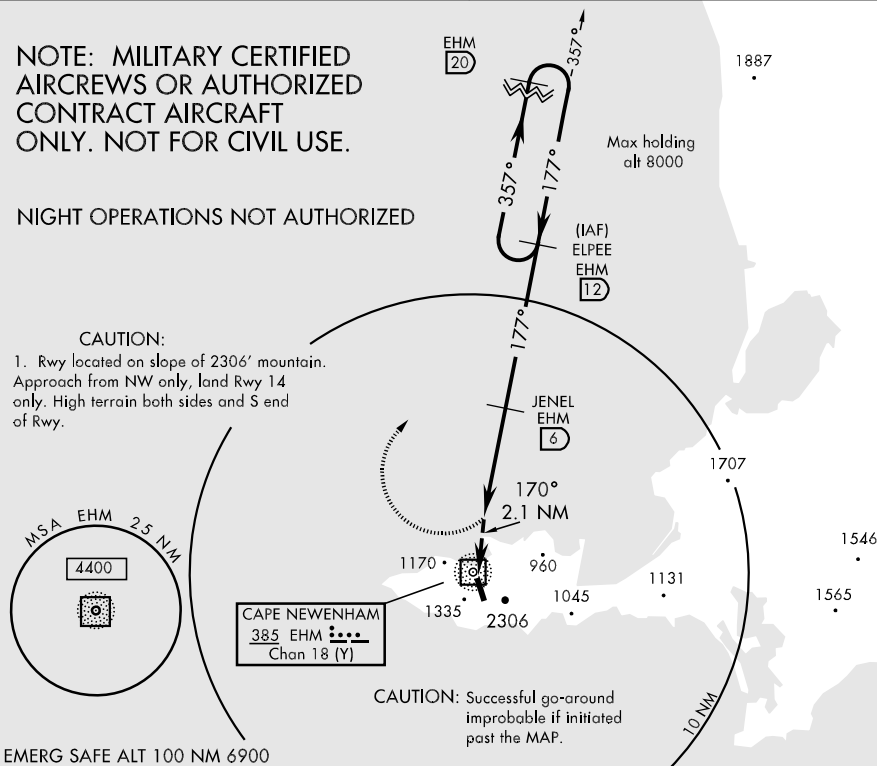 NOTE: MILITARY CERTIFIED
AIRCREWS OR AUTHORIZED
CONTRACT AIRCRAFT
ONLY. NOT FOR CIVIL USE.
NIGHT OPERATIONS NOT AUTHORIZED
EHM
20
357°
1887
Max holding
alt 8000
357°
177°
(IAF)
ELPEE
EHM
12
177°
CAUTION:
1. Rwy located on slope of 2306' mountain.
Approach from NW only, land Rwy 14
only. High terrain both sides and S end
of Rwy.
JENEL
EHM
6
1707
170°
2.1 NM
MSA EHM 25 NM
4400
1170
960
1546
1131
1335
2306
1045
1565
CAPE NEWENHAM
385 EHM
Chan 18 (Y)
CAUTION: Successful go-around
improbable if initiated
past the MAP.
10 NM
EMERG SAFE ALT 100 NM 6900